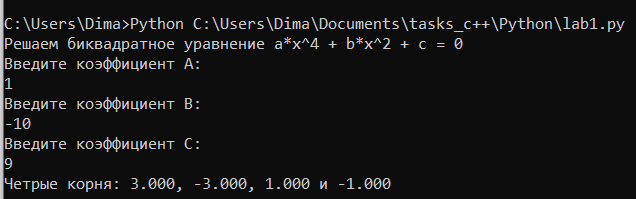 C:\Users\Dima>Python C:\Users\Dima\Documents\tasks_c++\Python\lab1.py
Решаем биквадратное уравнение a*x^4 + b*x^2 + c = 0
Введите коэффициент A:
1
Введите коэффициент B:
-10
Введите коэффициент C:
9
Четрые корня: 3.000, -3.000, 1.000 и -1.000